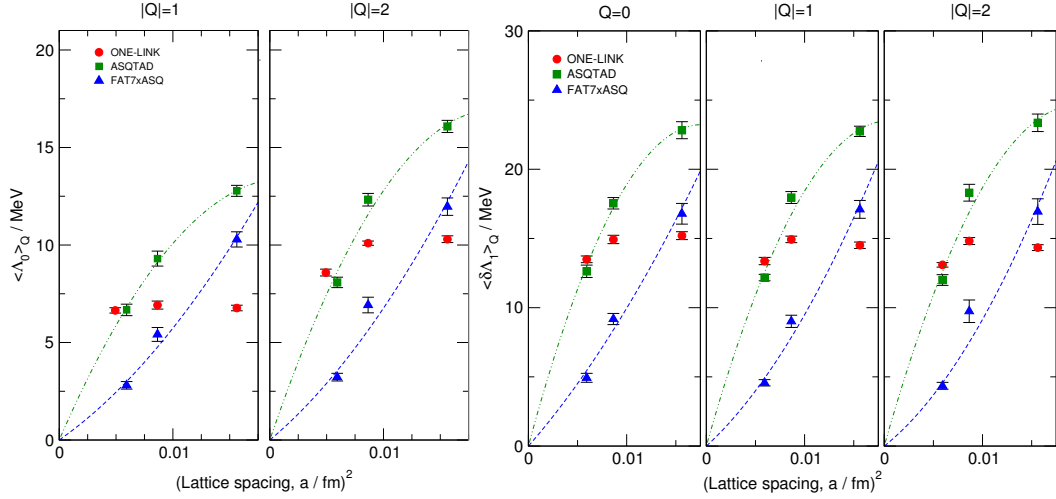 |Q|=1
|Q|=2
20
15
10
5
0
<Λ₀>_Q / MeV
ONE-LINK
ASQTAD
FAT7xASQ
0
0.01
0
0.01
(Lattice spacing, a / fm)²
Q=0
|Q|=1
|Q|=2
30
20
10
0
<δΛ₁>_Q / MeV
ONE-LINK
ASQTAD
FAT7xASQ
0
0.01
0
0.01
0
0.01
(Lattice spacing, a / fm)²